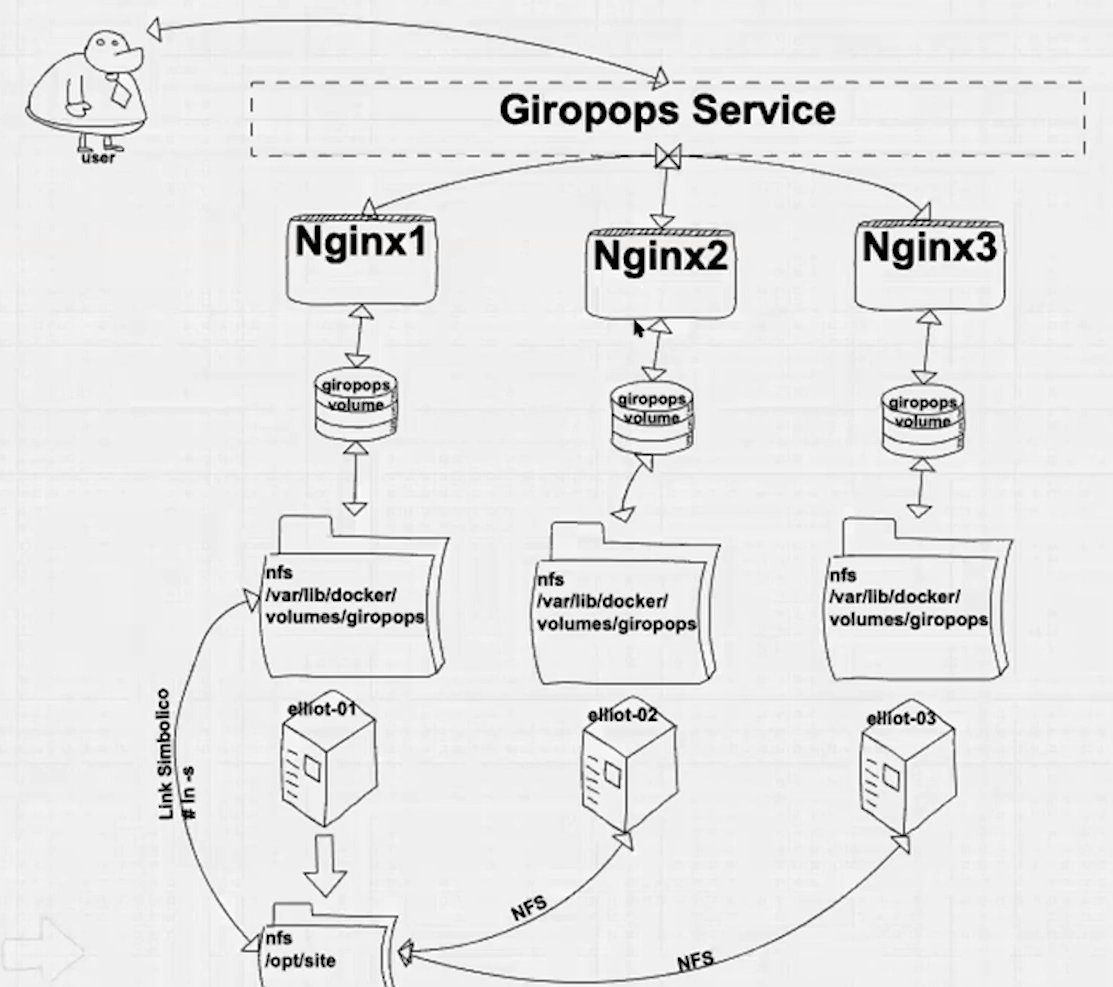 Giropops Service
user
Nginx1
Nginx2
Nginx3
giropops
volume
giropops
volume
giropops
volume
nfs
/var/lib/docker/
volumes/giropops
nfs
/var/lib/docker/
volumes/giropops
nfs
/var/lib/docker/
volumes/giropops
elliot-01
elliot-02
elliot-03
Link Simbolico
# ln -s
NFS
NFS
nfs
/opt/site